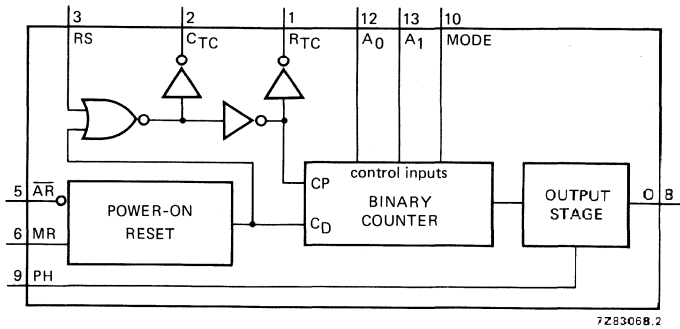 3 2 1 12 13 10
RS CTC RTC A0 A1 MODE
control inputs
5 AR
POWER-ON
RESET
CP
BINARY
COUNTER
CD
OUTPUT
STAGE
O 8
6 MR
9 PH
7Z83068.2